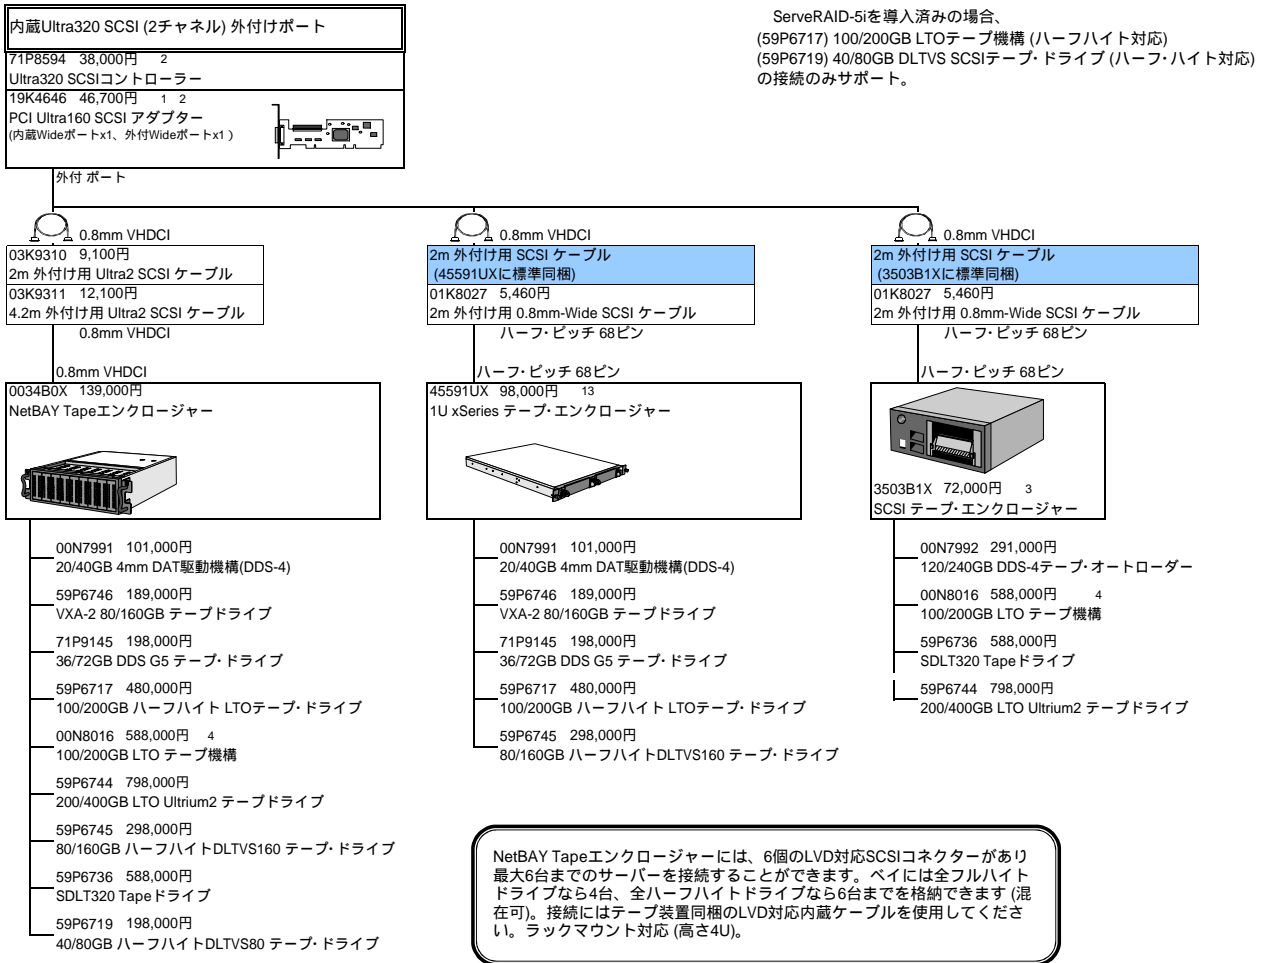 内蔵Ultra320 SCSI (2チャネル) 外付けポート
71P8594 38,000円 2
Ultra320 SCSIコントローラー
19K4646 46,700円 1 2
PCI Ultra160 SCSI アダプター
(内蔵Wideポートx1、外付Wideポートx1 )
外付 ポート
ServeRAID-5iを導入済みの場合、
(59P6717) 100/200GB LTOテープ機構 (ハーフハイト対応)
(59P6719) 40/80GB DLTVS SCSIテープ・ドライブ (ハーフ・ハイト対応)
の接続のみサポート。
0.8mm VHDCI
03K9310 9,100円
2m 外付け用 Ultra2 SCSI ケーブル
03K9311 12,100円
4.2m 外付け用 Ultra2 SCSI ケーブル
0.8mm VHDCI
0.8mm VHDCI
0034B0X 139,000円
NetBAY Tapeエンクロージャー
00N7991 101,000円
20/40GB 4mm DAT駆動機構(DDS-4)
59P6746 189,000円
VXA-2 80/160GB テープドライブ
71P9145 198,000円
36/72GB DDS G5 テープ・ドライブ
59P6717 480,000円
100/200GB ハーフハイト LTOテープ・ドライブ
00N8016 588,000円 4
100/200GB LTO テープ機構
59P6744 798,000円
200/400GB LTO Ultrium2 テープドライブ
59P6745 298,000円
80/160GB ハーフハイトDLTVS160 テープ・ドライブ
59P6736 588,000円
SDLT320 Tapeドライブ
59P6719 198,000円
40/80GB ハーフハイトDLTVS80 テープ・ドライブ
0.8mm VHDCI
2m 外付け用 SCSI ケーブル
(45591UXに標準同梱)
01K8027 5,460円
2m 外付け用 0.8mm-Wide SCSI ケーブル
ハーフ・ピッチ 68ピン
ハーフ・ピッチ 68ピン
45591UX 98,000円 13
1U xSeries テープ・エンクロージャー
00N7991 101,000円
20/40GB 4mm DAT駆動機構(DDS-4)
59P6746 189,000円
VXA-2 80/160GB テープドライブ
71P9145 198,000円
36/72GB DDS G5 テープ・ドライブ
59P6717 480,000円
100/200GB ハーフハイト LTOテープ・ドライブ
59P6745 298,000円
80/160GB ハーフハイトDLTVS160 テープ・ドライブ
0.8mm VHDCI
2m 外付け用 SCSI ケーブル
(3503B1Xに標準同梱)
01K8027 5,460円
2m 外付け用 0.8mm-Wide SCSI ケーブル
ハーフ・ピッチ 68ピン
ハーフ・ピッチ 68ピン
3503B1X 72,000円 3
SCSI テープ・エンクロージャー
00N7992 291,000円
120/240GB DDS-4テープ・オートローダー
00N8016 588,000円 4
100/200GB LTO テープ機構
59P6736 588,000円
SDLT320 Tapeドライブ
59P6744 798,000円
200/400GB LTO Ultrium2 テープドライブ
NetBAY Tapeエンクロージャーには、6個のLVD対応SCSIコネクターがあり
最大6台までのサーバーを接続することができます。ベイには全フルハイト
ドライブなら4台、全ハーフハイトドライブなら6台までを格納できます (混
在可)。接続にはテープ装置同梱のLVD対応内蔵ケーブルを使用してくださ
い。ラックマウント対応 (高さ4U)。